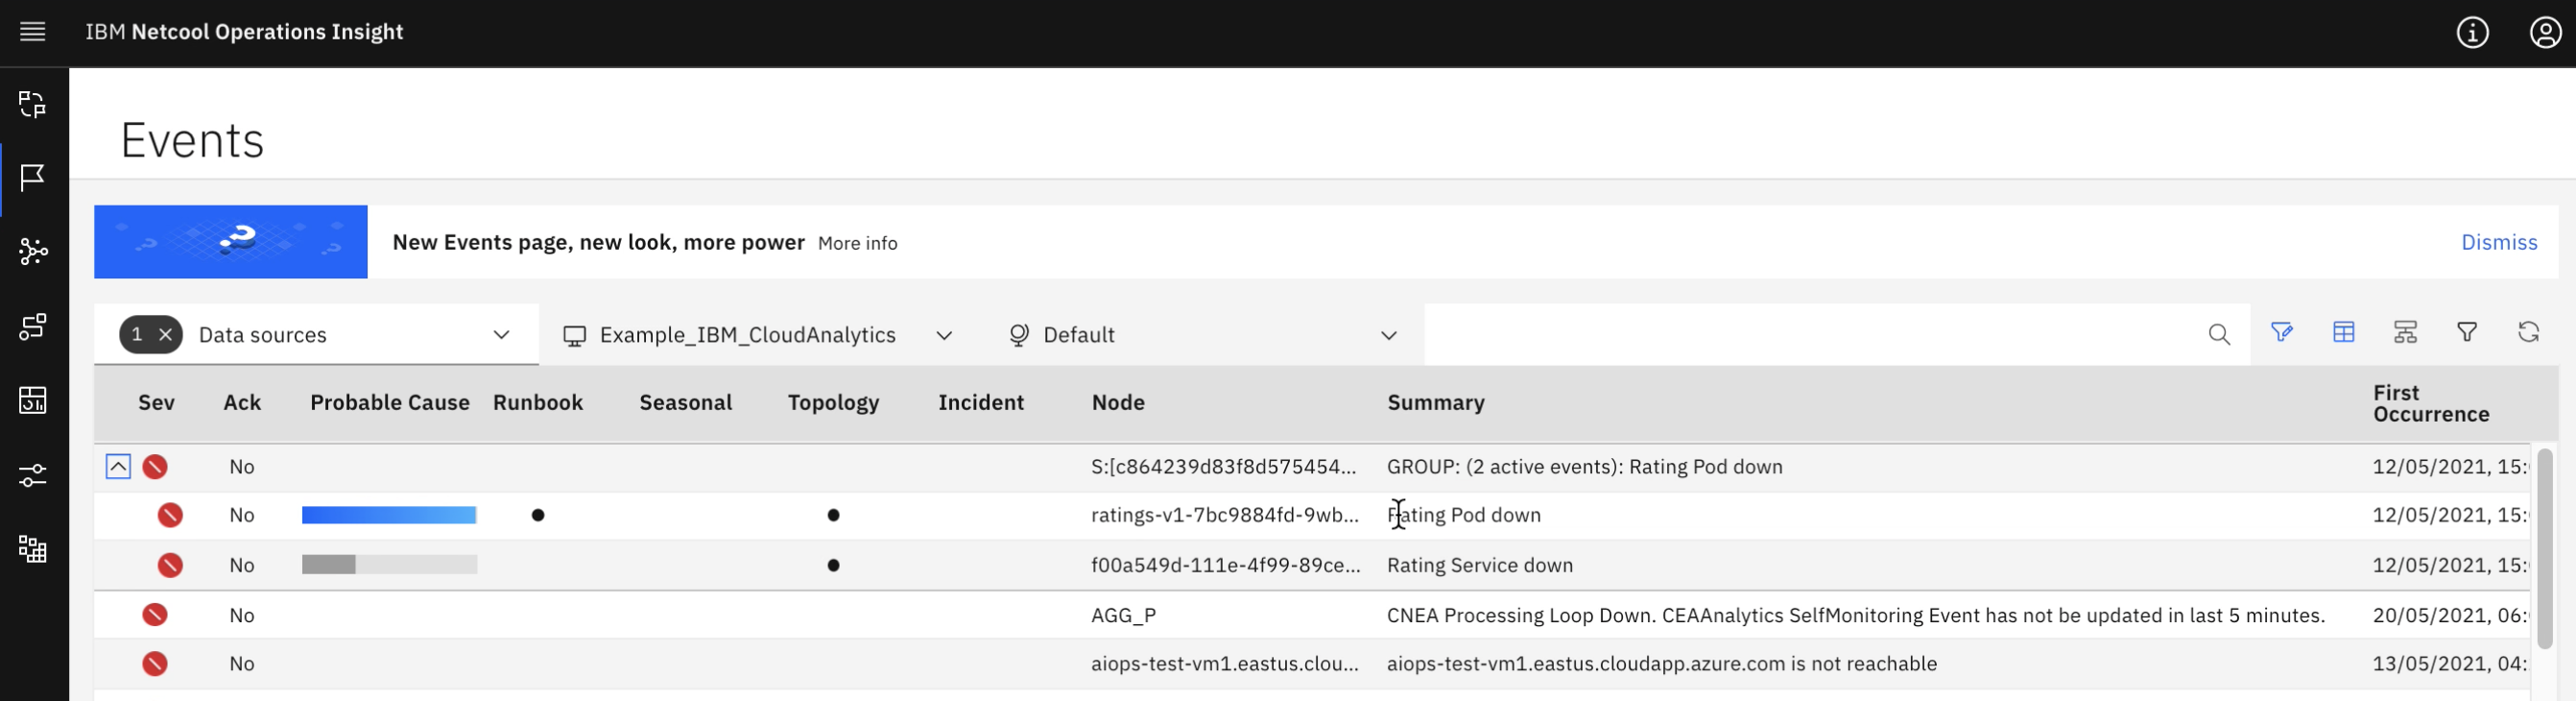 IBM Netcool Operations Insight
Events
New Events page, new look, more power More info Dismiss
1 Data sources Example_IBM_CloudAnalytics Default
Sev Ack Probable Cause Runbook Seasonal Topology Incident Node Summary First Occurrence
No S:[c864239d83f8d575454... GROUP: (2 active events): Rating Pod down 12/05/2021, 15:
No ratings-v1-7bc9884fd-9wb... Rating Pod down 12/05/2021, 15:
No f00a549d-111e-4f99-89ce... Rating Service down 12/05/2021, 15:
No AGG_P CNEA Processing Loop Down. CEAAnalytics SelfMonitoring Event has not be updated in last 5 minutes. 20/05/2021, 06:
No aiops-test-vm1.eastus.clou... aiops-test-vm1.eastus.cloudapp.azure.com is not reachable 13/05/2021, 04: